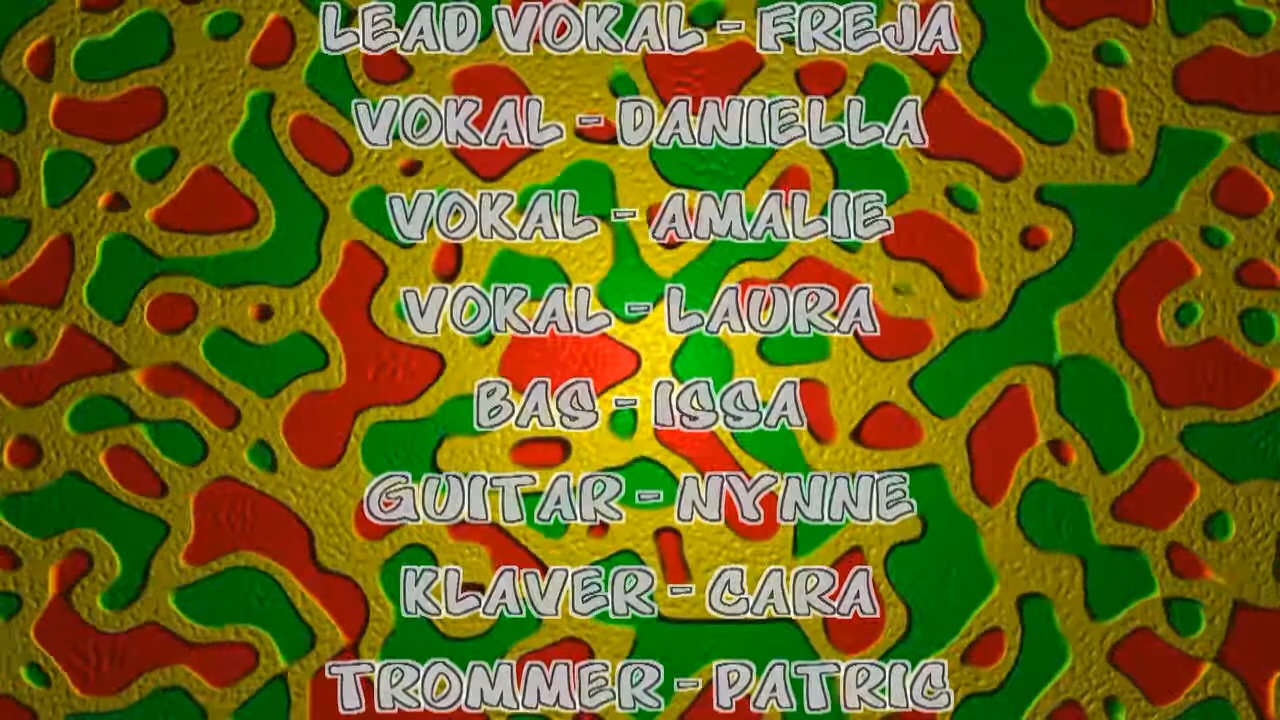 LEAD VOKAL - FREJA
VOKAL - DANIELLA
VOKAL - AMALIE
VOKAL - LAURA
BAS - ISSA
GUITAR - NYNNE
KLAVER - CARA
TROMMER - PATRIC